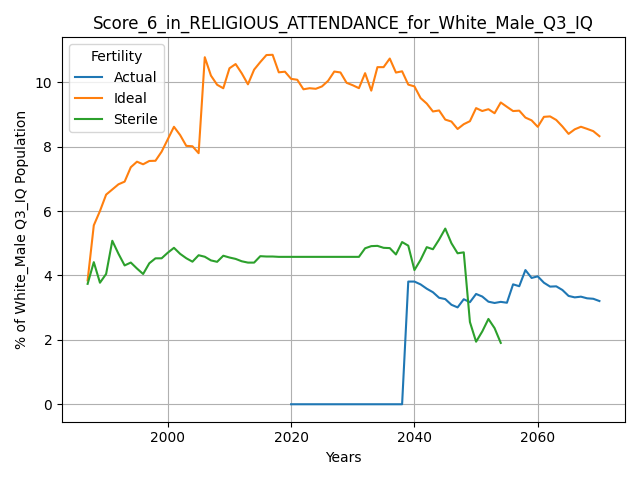 Score_6_in_RELIGIOUS_ATTENDANCE_for_White_Male_Q3_IQ
Fertility
Actual
Ideal
Sterile
% of White_Male Q3_IQ Population
10
8
6
4
2
0
2000 2020 2040 2060
Years